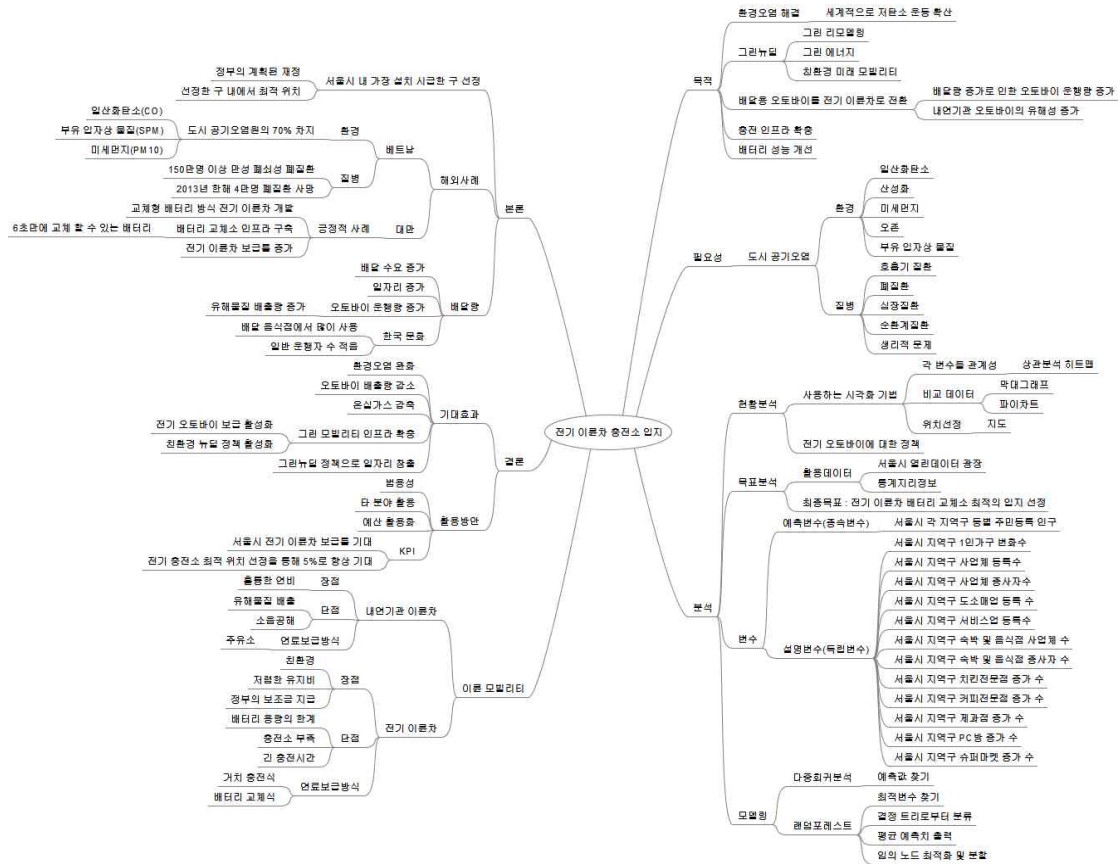 전기 이륜차 충전소 입지
목적
환경오염 해결
세계적으로 저탄소 운동 확산
그린뉴딜
그린 리모델링
그린 에너지
친환경 미래 모빌리티
배달용 오토바이를 전기 이륜차로 전환
배달량 증가로 인한 오토바이 운행량 증가
내연기관 오토바이의 유해성 증가
충전 인프라 확충
배터리 성능 개선
필요성
도시 공기오염
환경
일산화탄소
산성화
미세먼지
오존
부유 입자상 물질
질병
호흡기 질환
폐질환
심장질환
순환계질환
생리적 문제
분석
현황분석
사용하는 시각화 기법
각 변수들 관계성
상관분석 히트맵
비교 데이터
막대그래프
파이차트
위치선정
지도
전기 오토바이에 대한 정책
목표분석
활용데이터
서울시 열린데이터 광장
통계지리정보
최종목표 : 전기 이륜차 배터리 교체소 최적의 입지 선정
변수
예측변수(종속변수)
서울시 각 지역구 동별 주민등록 인구
설명변수(독립변수)
서울시 지역구 1인가구 변화수
서울시 지역구 사업체 등록수
서울시 지역구 사업체 종사자수
서울시 지역구 도소매업 등록 수
서울시 지역구 서비스업 등록수
서울시 지역구 숙박 및 음식점 사업체 수
서울시 지역구 숙박 및 음식점 종사자 수
서울시 지역구 치킨전문점 증가 수
서울시 지역구 커피전문점 증가 수
서울시 지역구 제과점 증가 수
서울시 지역구 PC방 증가 수
서울시 지역구 슈퍼마켓 증가 수
모델링
다중회귀분석
예측값 찾기
랜덤포레스트
최적변수 찾기
결정 트리로부터 분류
평균 예측치 출력
임의 노드 최적화 및 분할
본론
서울시 내 가장 설치 시급한 구 선정
정부의 계획된 재정
선정한 구 내에서 최적 위치
해외사례
베트남
환경
도시 공기오염원의 70% 차지
일산화탄소(CO)
부유 입자상 물질(SPM)
미세먼지(PM10)
질병
150만명 이상 만성 폐쇄성 폐질환
2013년 한해 4만명 폐질환 사망
대만
긍정적 사례
교체형 배터리 방식 전기 이륜차 개발
배터리 교체소 인프라 구축
6초만에 교체 할 수 있는 배터리
전기 이륜차 보급률 증가
배달량
배달 수요 증가
일자리 증가
오토바이 운행량 증가
유해물질 배출량 증가
한국 문화
배달 음식점에서 많이 사용
일반 운행자 수 적음
결론
기대효과
환경오염 완화
오토바이 배출량 감소
온실가스 감축
그린 모빌리티 인프라 확충
전기 오토바이 보급 활성화
친환경 뉴딜 정책 활성화
그린뉴딜 정책으로 일자리 창출
활용방안
범용성
타 분야 활용
예산 활용화
KPI
서울시 전기 이륜차 보급률 기대
전기 충전소 최적 위치 선정을 통해 5%로 향상 기대
이륜 모빌리티
내연기관 이륜차
장점
훌륭한 연비
단점
유해물질 배출
소음공해
연료보급방식
주유소
전기 이륜차
장점
친환경
저렴한 유지비
정부의 보조금 지급
단점
배터리 용량의 한계
충전소 부족
긴 충전시간
연료보급방식
거치 충전식
배터리 교체식